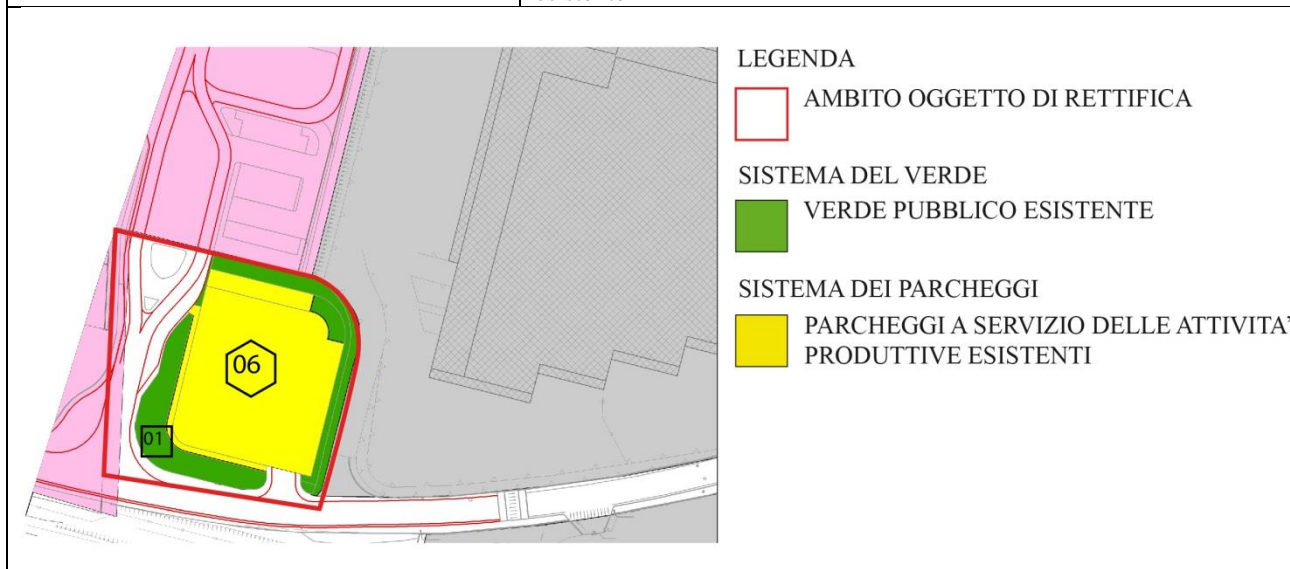 LEGENDA
AMBITO OGGETTO DI RETTIFICA
SISTEMA DEL VERDE
VERDE PUBBLICO ESISTENTE
SISTEMA DEI PARCHEGGI
PARCHEGGI A SERVIZIO DELLE ATTIVITA'
PRODUTTIVE ESISTENTI
06
01